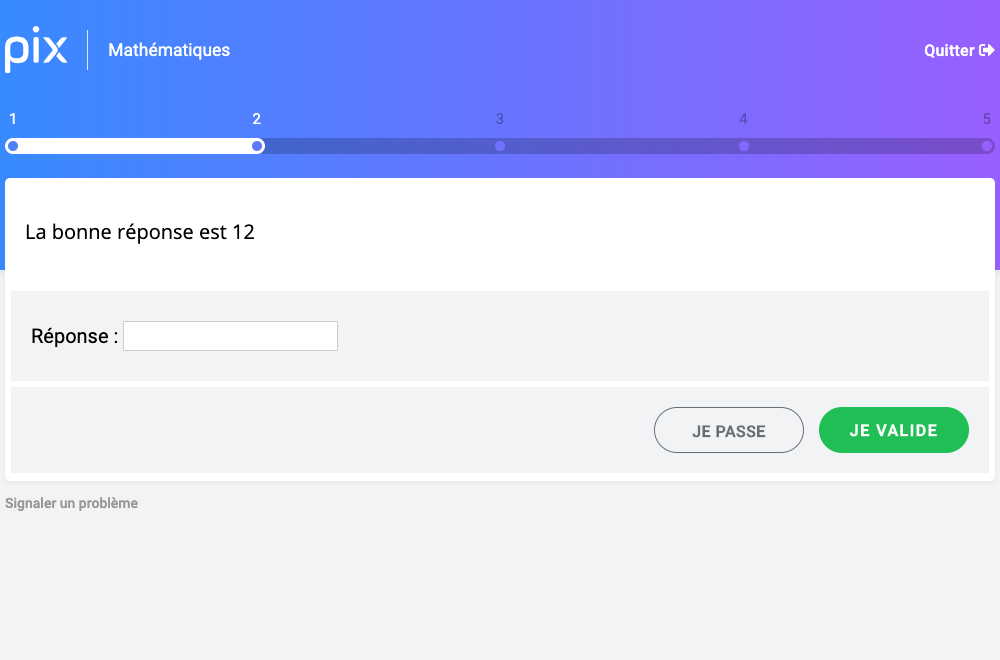 pix
Mathématiques
Quitter
1 2 3 4 5
La bonne réponse est 12
Réponse :
JE PASSE
JE VALIDE
Signaler un problème